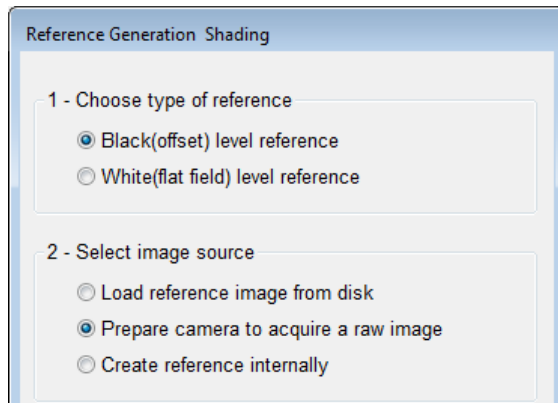 Reference Generation  Shading
1 - Choose type of reference
Black(offset) level reference
White(flat field) level reference
2 - Select image source
Load reference image from disk
Prepare camera to acquire a raw image
Create reference internally